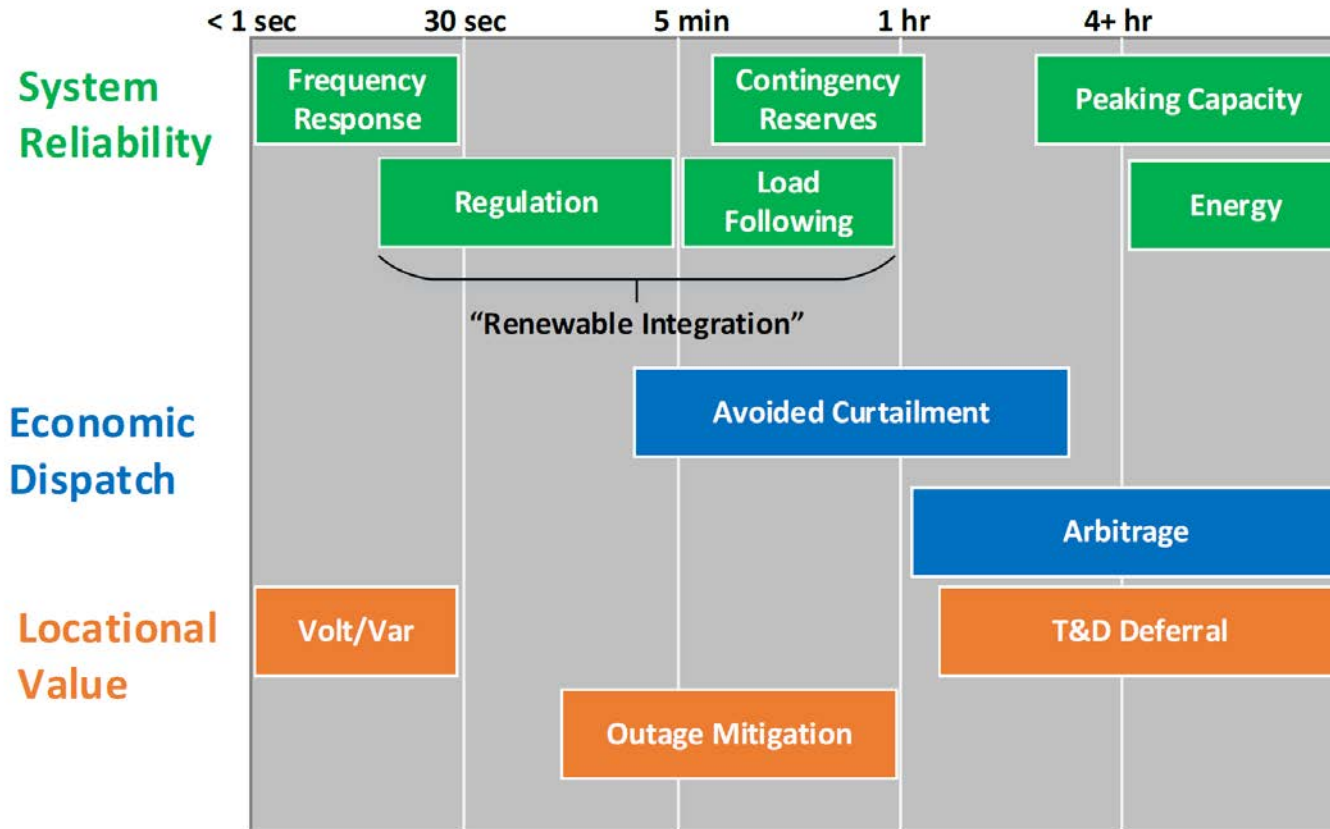 < 1 sec 30 sec 5 min 1 hr 4+ hr
System
Reliability
Frequency
Response
Contingency
Reserves
Peaking Capacity
Regulation
Load
Following
Energy
“Renewable Integration”
Economic
Dispatch
Avoided Curtailment
Arbitrage
Locational
Value
Volt/Var
T&D Deferral
Outage Mitigation